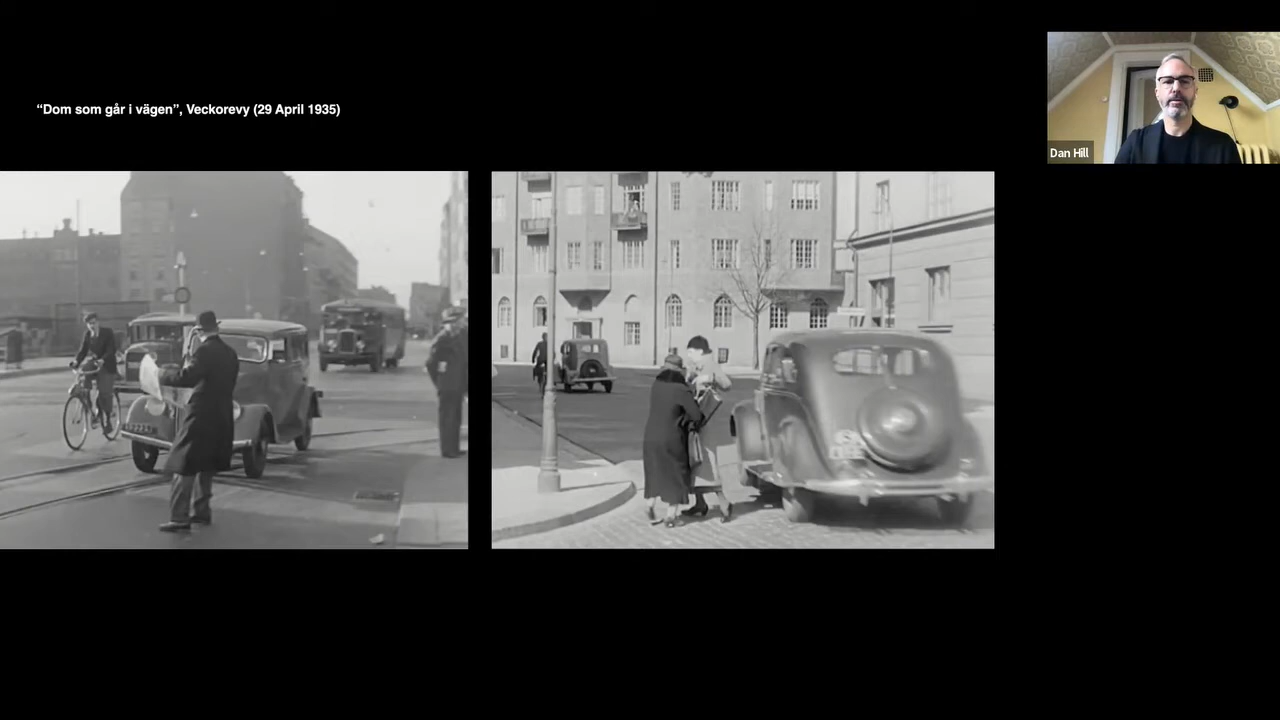 “Dom som går i vägen”, Veckorevy (29 April 1935)
Dan Hill